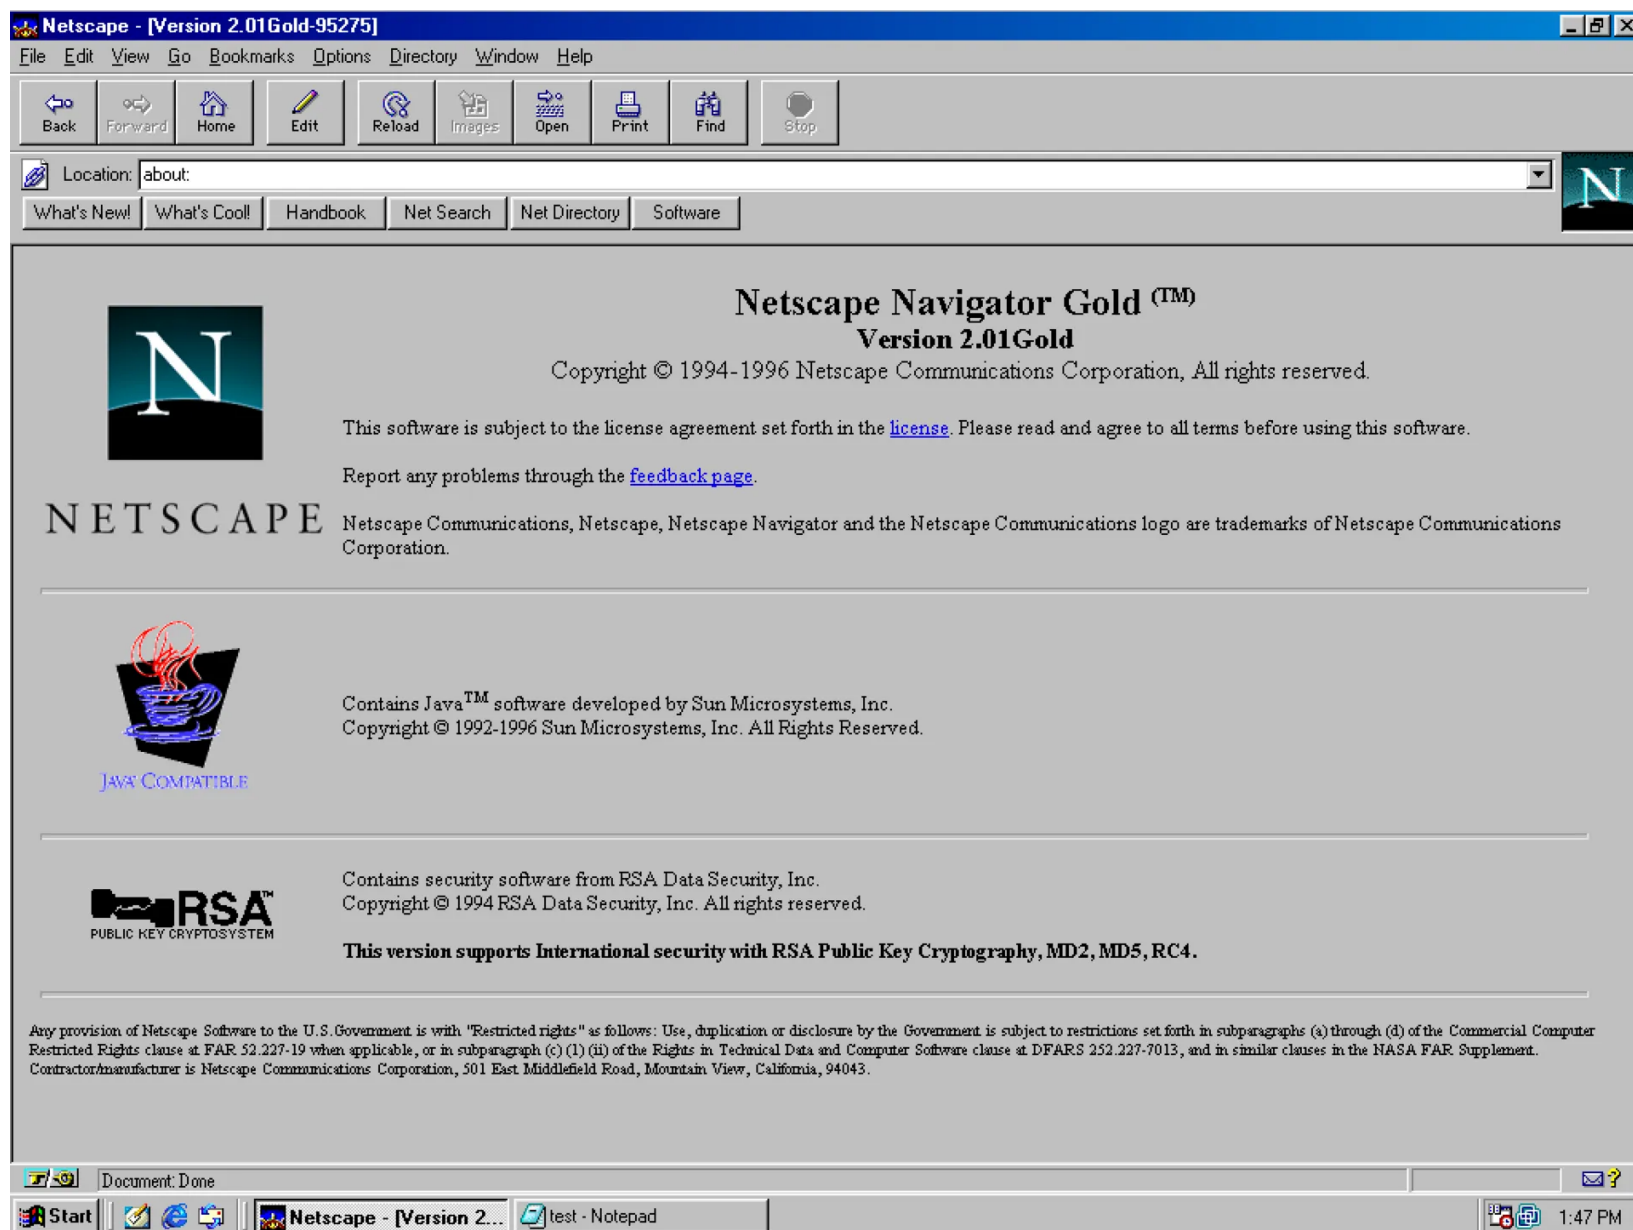 Netscape - [Version 2.01Gold-95275]
File Edit View Go Bookmarks Options Directory Window Help
Back Forward Home Edit Reload Images Open Print Find Stop
Location: about:
N
What's New! What's Cool! Handbook Net Search Net Directory Software
Netscape Navigator Gold (TM)
Version 2.01Gold
Copyright © 1994-1996 Netscape Communications Corporation, All rights reserved.
N
NETSCAPE
This software is subject to the license agreement set forth in the license. Please read and agree to all terms before using this software.
Report any problems through the feedback page.
Netscape Communications, Netscape, Netscape Navigator and the Netscape Communications logo are trademarks of Netscape Communications
Corporation.
JAVA COMPATIBLE
Contains Java TM software developed by Sun Microsystems, Inc.
Copyright © 1992-1996 Sun Microsystems, Inc. All Rights Reserved.
RSA™
PUBLIC KEY CRYPTOSYSTEM
Contains security software from RSA Data Security, Inc.
Copyright © 1994 RSA Data Security, Inc. All rights reserved.
This version supports International security with RSA Public Key Cryptography, MD2, MD5, RC4.
Any provision of Netscape Software to the U.S.Government is with "Restricted rights" as follows: Use, duplication or disclosure by the Government is subject to restrictions set forth in subparagraphs (a) through (d) of the Commercial Computer
Restricted Rights clause at FAR 52.227-19 when applicable, or in subparagraph (c) (1) (ii) of the Rights in Technical Data and Computer Software clause at DFARS 252.227-7013, and in similar clauses in the NASA FAR Supplement.
Contractor/manufacturer is Netscape Communications Corporation, 501 East Middlefield Road, Mountain View, California, 94043.
Document: Done
Start Netscape - [Version 2... test - Notepad 1:47 PM